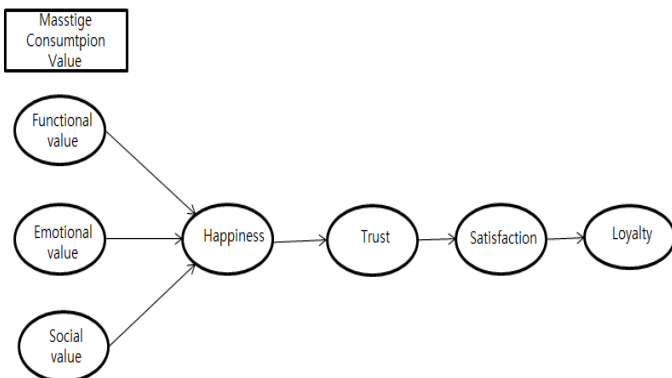 Masstige
Consumtpion
Value
Functional
value
Emotional
value
Happiness
Trust
Satisfaction
Loyalty
Social
value